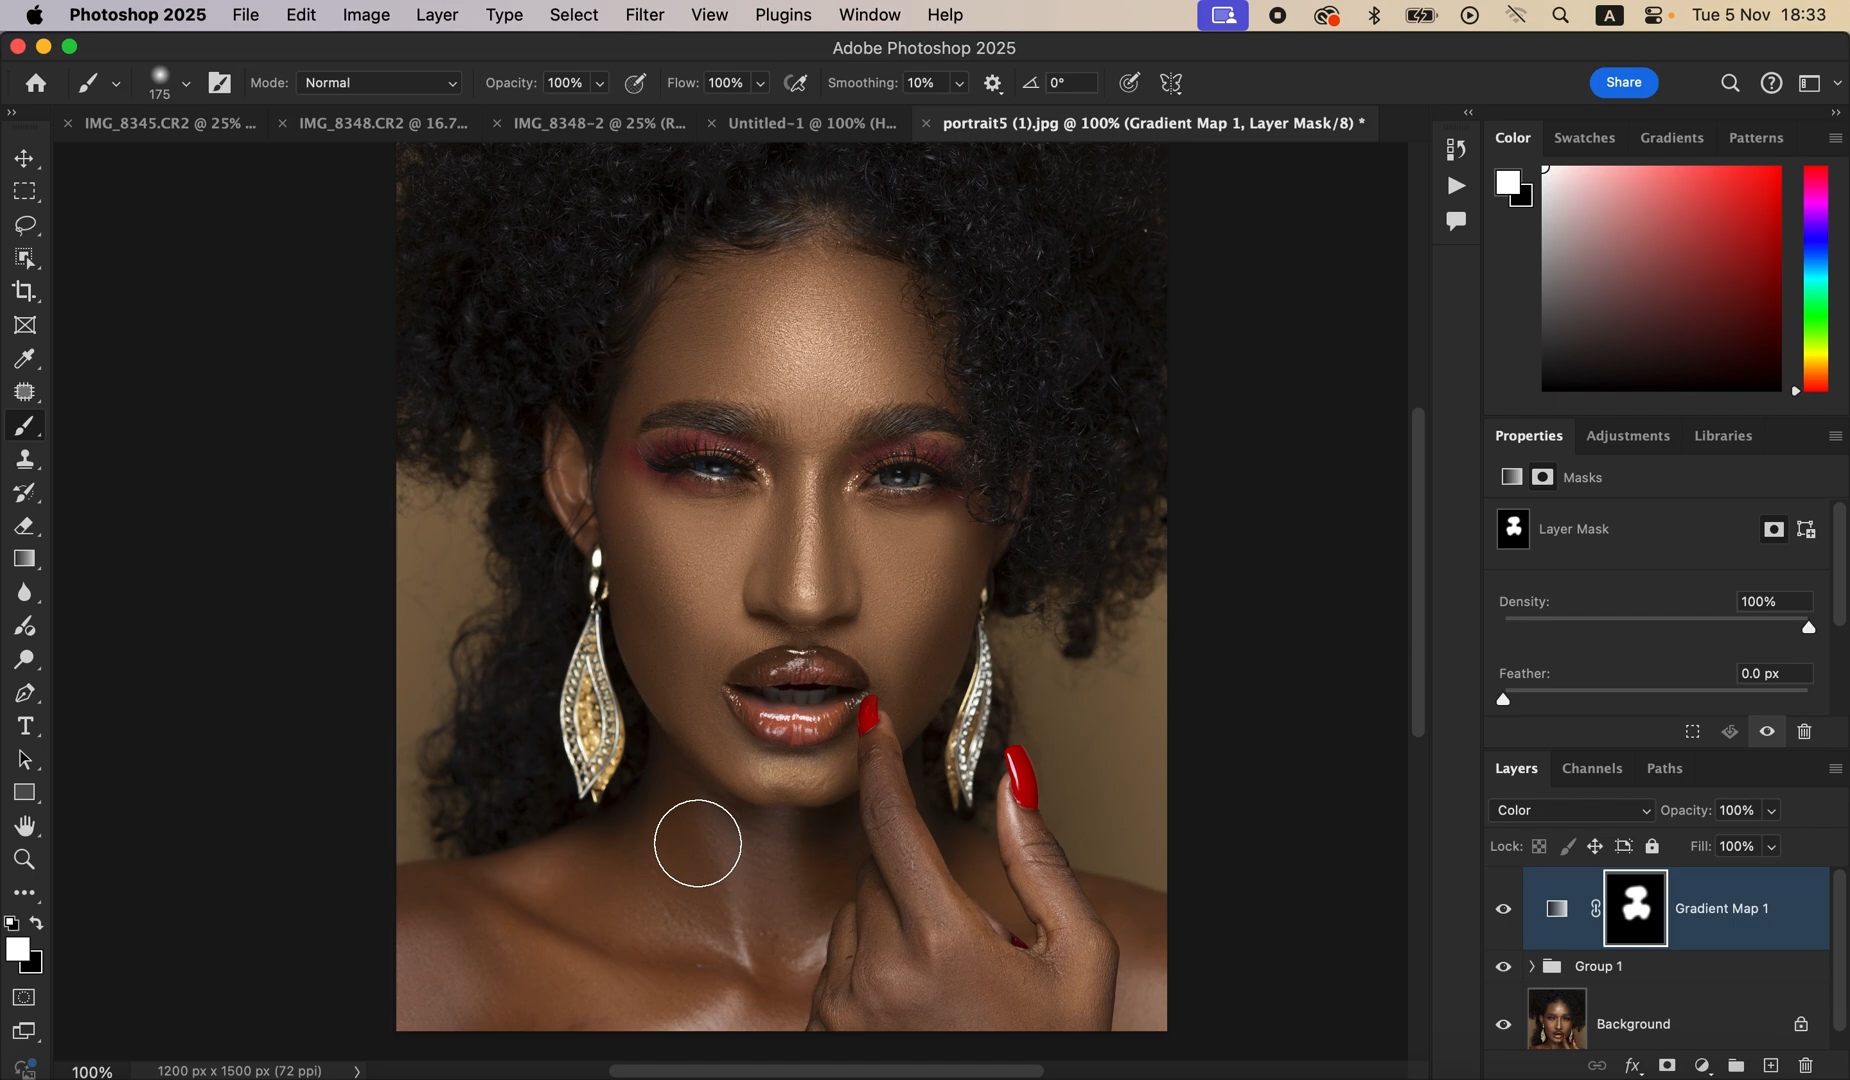 Photoshop 2025 File Edit Image Layer Type Select Filter View Plugins Window Help A Tue 5 Nov 18:33
Adobe Photoshop 2025
175 Mode: Normal Opacity: 100% Flow: 100% Smoothing: 10% 0° Share
IMG_8345.CR2 @ 25% ... IMG_8348.CR2 @ 16.7... IMG_8348-2 @ 25% (R... Untitled-1 @ 100% (H... portrait5 (1).jpg @ 100% (Gradient Map 1, Layer Mask/8) *
Color Swatches Gradients Patterns
Properties Adjustments Libraries
Masks
Layer Mask
Density: 100%
Feather: 0.0 px
Layers Channels Paths
Color Opacity: 100%
Lock: Fill: 100%
Gradient Map 1
Group 1
Background
fx
100% 1200 px x 1500 px (72 ppi)